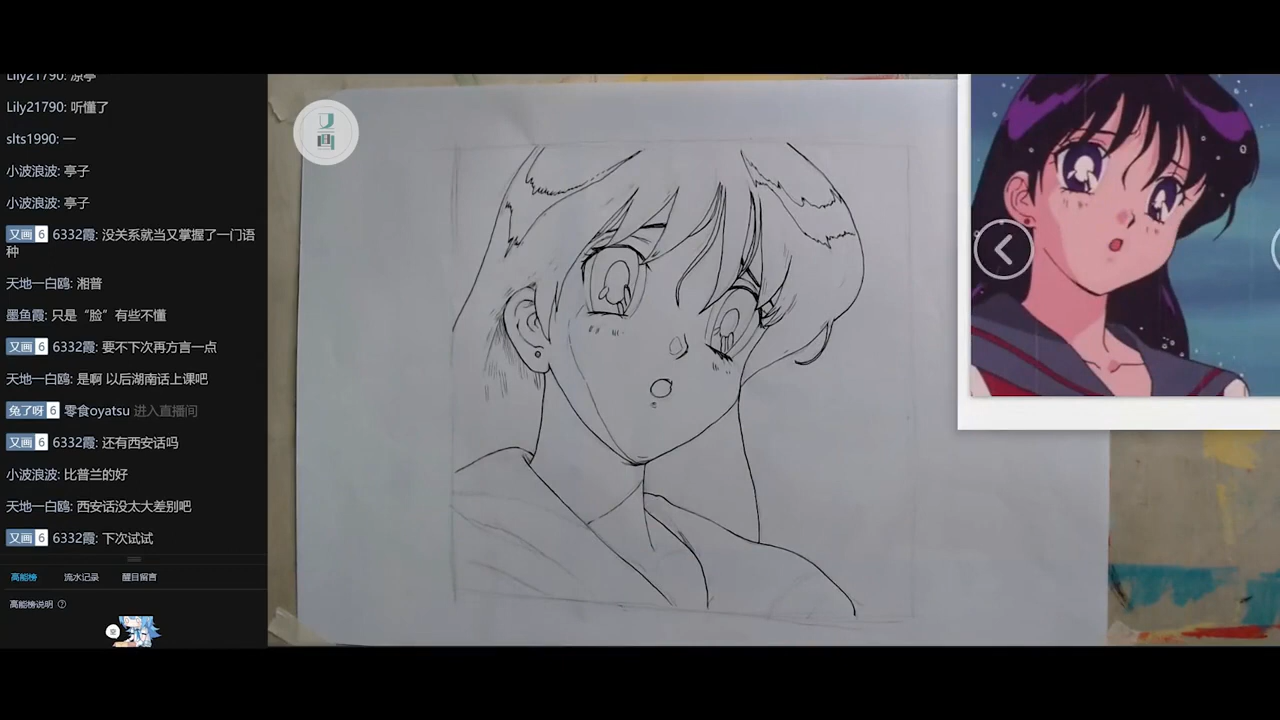 Lily21790: 凉亭
Lily21790: 听懂了
slts1990: 一
小波浪波: 亭子
小波浪波: 亭子
又画 6 6332霞: 没关系就当又掌握了一门语
种
天地一白鸥: 湘普
墨鱼霞: 只是“脸”有些不懂
又画 6 6332霞: 要不下次再方言一点
天地一白鸥: 是啊 以后湖南话上课吧
兔了呀 6 零食oyatsu 进入直播间
又画 6 6332霞: 还有西安话吗
小波浪波: 比普兰的好
天地一白鸥: 西安话没太大差别吧
又画 6 6332霞: 下次试试
高能榜 流水记录 醒目留言
高能榜说明